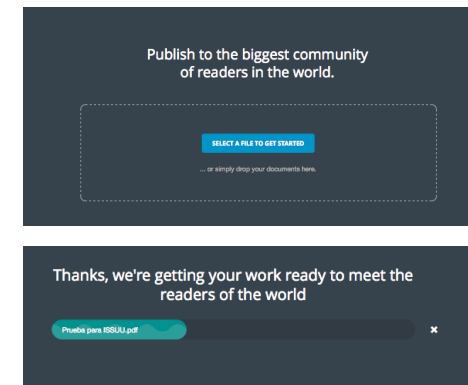 Publish to the biggest community
of readers in the world.
SELECT A FILE TO GET STARTED
... or simply drop your documents here.
Thanks, we're getting your work ready to meet the
readers of the world
Prueba para ISSUU.pdf